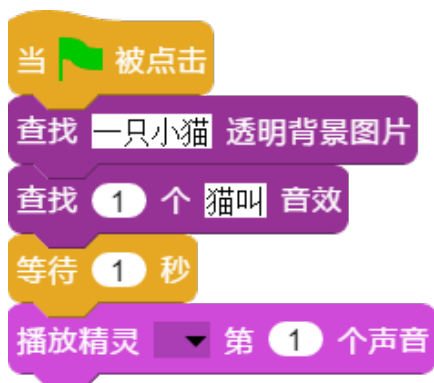 当 被点击
查找 一只小猫 透明背景图片
查找 1 个 猫叫 音效
等待 1 秒
播放精灵 第 1 个声音